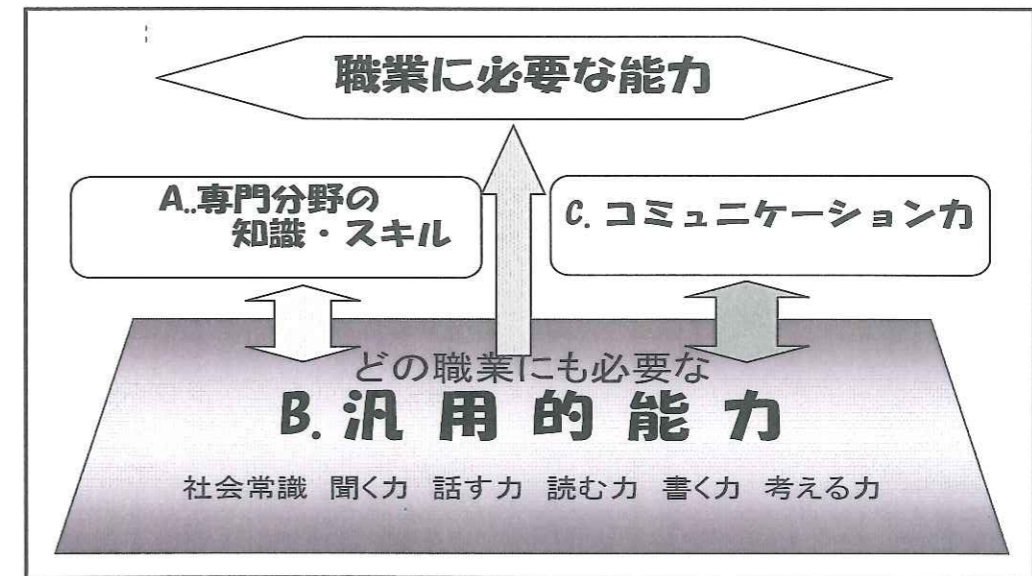 職業に必要な能力
A..専門分野の
知識・スキル
C. コミュニケーション力
どの職業にも必要な
B. 汎用的能力
社会常識 聞く力 話す力 読む力 書く力 考える力